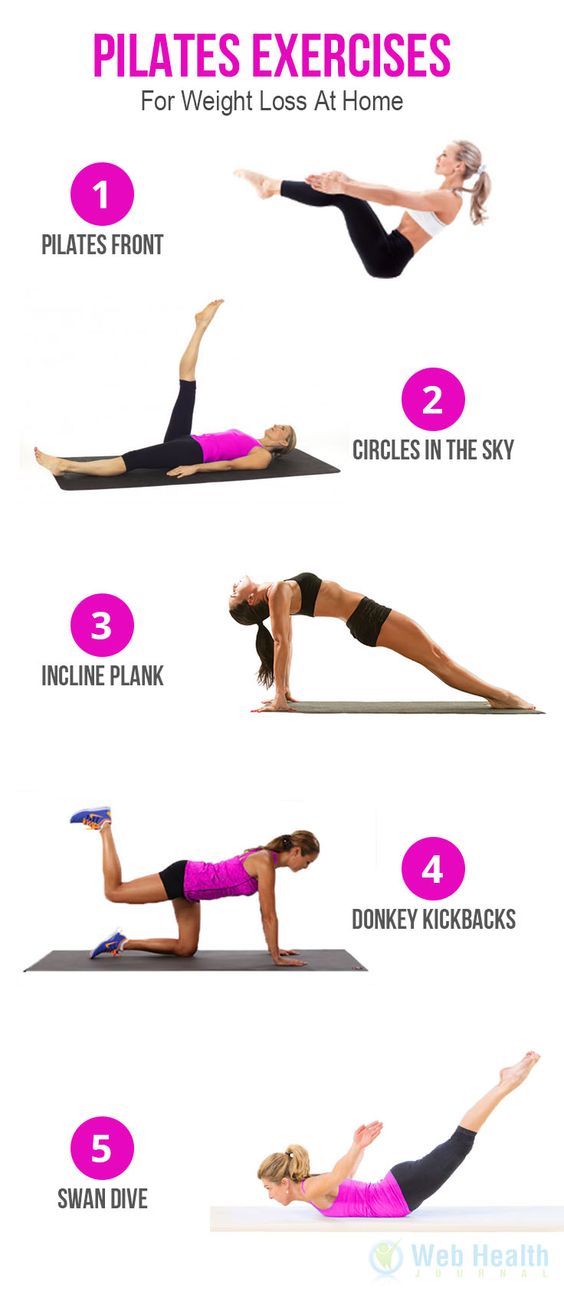 PILATES EXERCISES
For Weight Loss At Home
1
PILATES FRONT
2
CIRCLES IN THE SKY
3
INCLINE PLANK
4
DONKEY KICKBACKS
5
SWAN DIVE
Web Health
JOURNAL